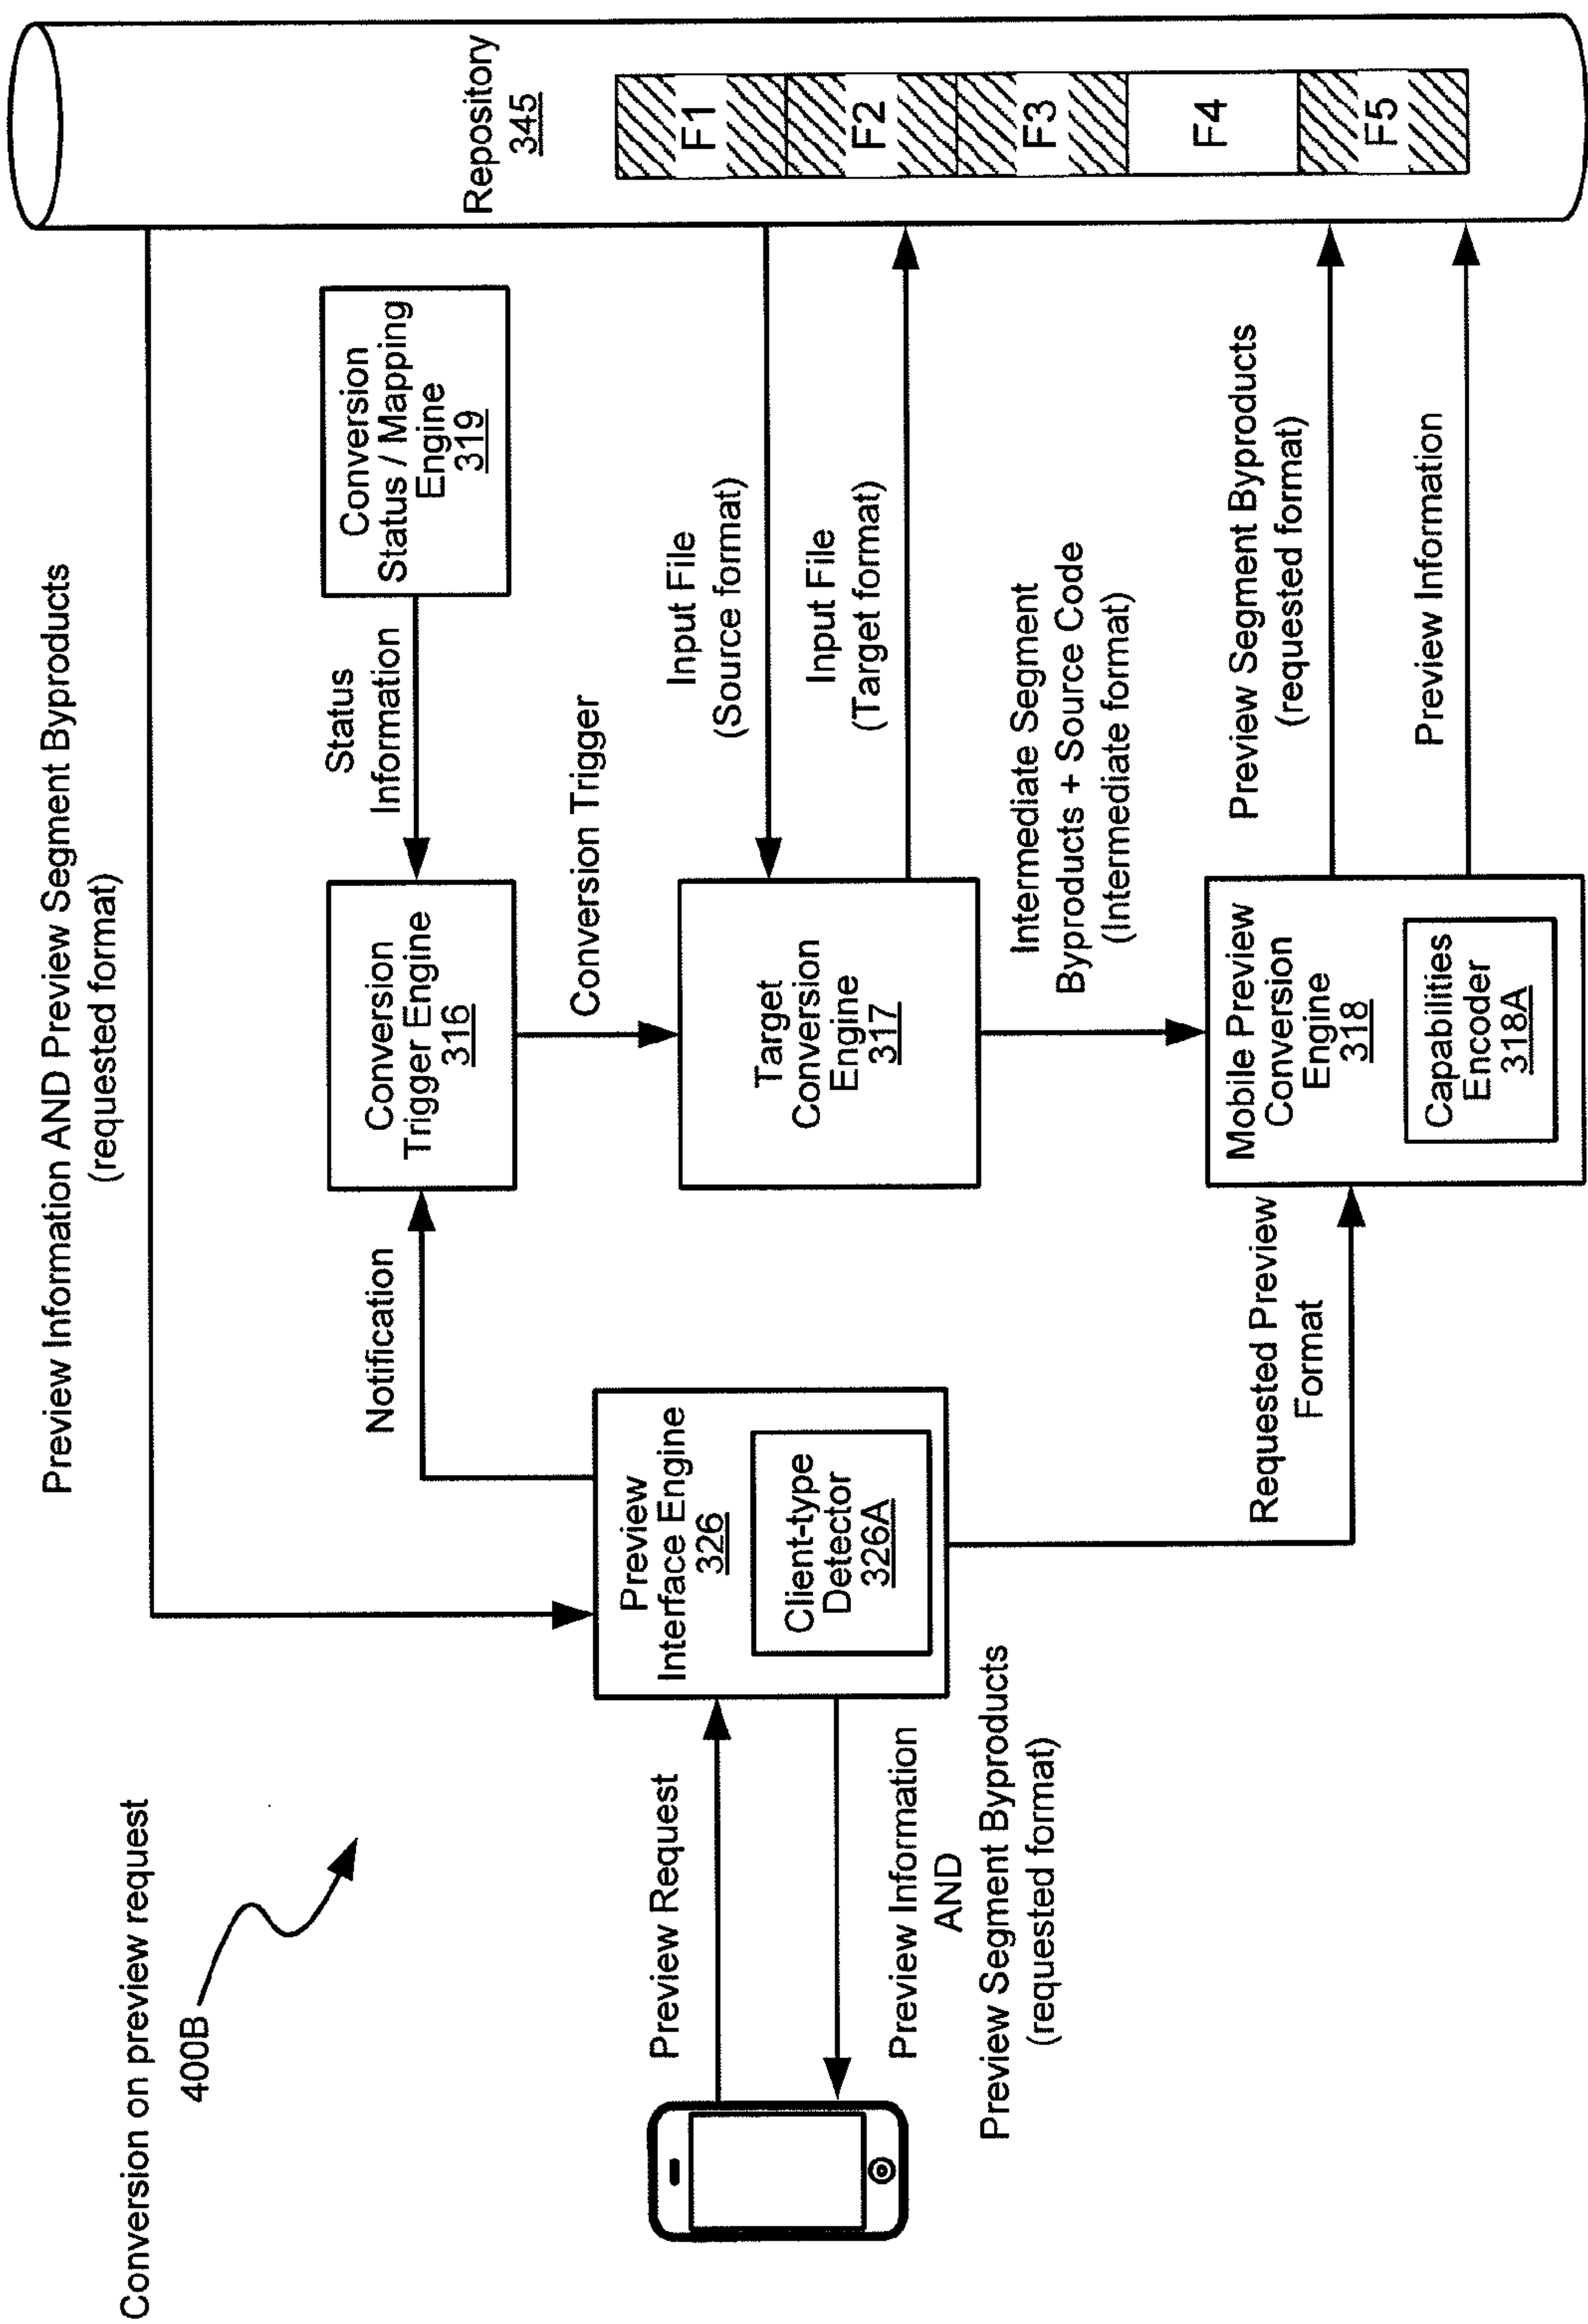 Conversion on preview request
400B
Preview Information AND Preview Segment Byproducts
(requested format)
Repository
345
F1
F2
F3
F4
F5
Conversion
Status / Mapping
Engine
319
Status
Information
Conversion
Trigger Engine
316
Notification
Conversion Trigger
Input File
(Source format)
Input File
(Target format)
Target
Conversion
Engine
317
Preview
Interface Engine
326
Client-type
Detector
326A
Preview Request
Preview Information
AND
Preview Segment Byproducts
(requested format)
Intermediate Segment
Byproducts + Source Code
(Intermediate format)
Requested Preview
Format
Mobile Preview
Conversion
Engine
318
Capabilities
Encoder
318A
Preview Segment Byproducts
(requested format)
Preview Information